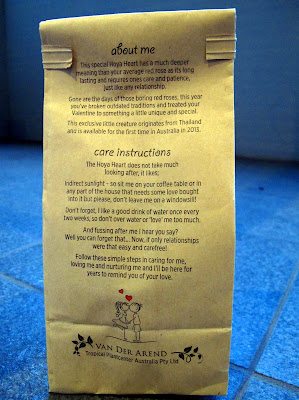 about me
This special Hoya Heart has a much deeper
meaning than your average red rose as its long
lasting and requires ones care and patience,
just like any relationship.
Gone are the days of those boring red roses, this year
you've broken outdated traditions and treated your
Valentine to something a little unique and special.
This exclusive little creature originates from Thailand
and is available for the first time in Australia in 2013.
care instructions
The Hoya Heart does not take much
looking after, it likes;
Indirect sunlight - so sit me on your coffee table or in
any part of the house that needs some love bought
into it but please, don't leave me on a windowsill!
Don't forget, I like a good drink of water once every
two weeks, so don't over water or 'love' me too much.
And fussing after me I hear you say?
Well you can forget that... Now, if only relationships
were that easy and carefree!
Follow these simple steps in caring for me,
loving me and nurturing me and I'll be here for
years to remind you of your love.
VAN DER AREND
Tropical Plantcenter Australia Pty Ltd